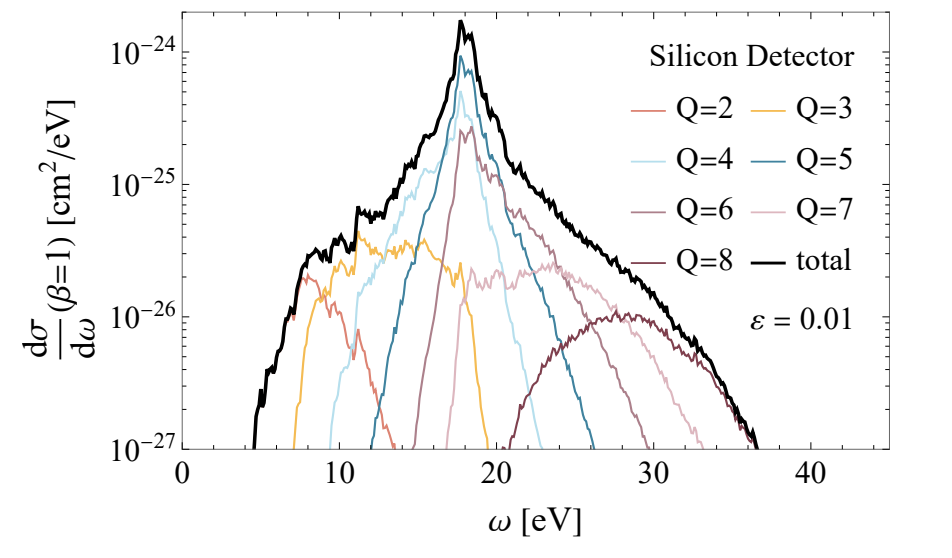 Silicon Detector
Q=2 Q=3
Q=4 Q=5
Q=6 Q=7
Q=8 total
ε = 0.01
10⁻²⁴
10⁻²⁵
10⁻²⁶
10⁻²⁷
dσ/dω (β=1) [cm²/eV]
0 10 20 30 40
ω [eV]